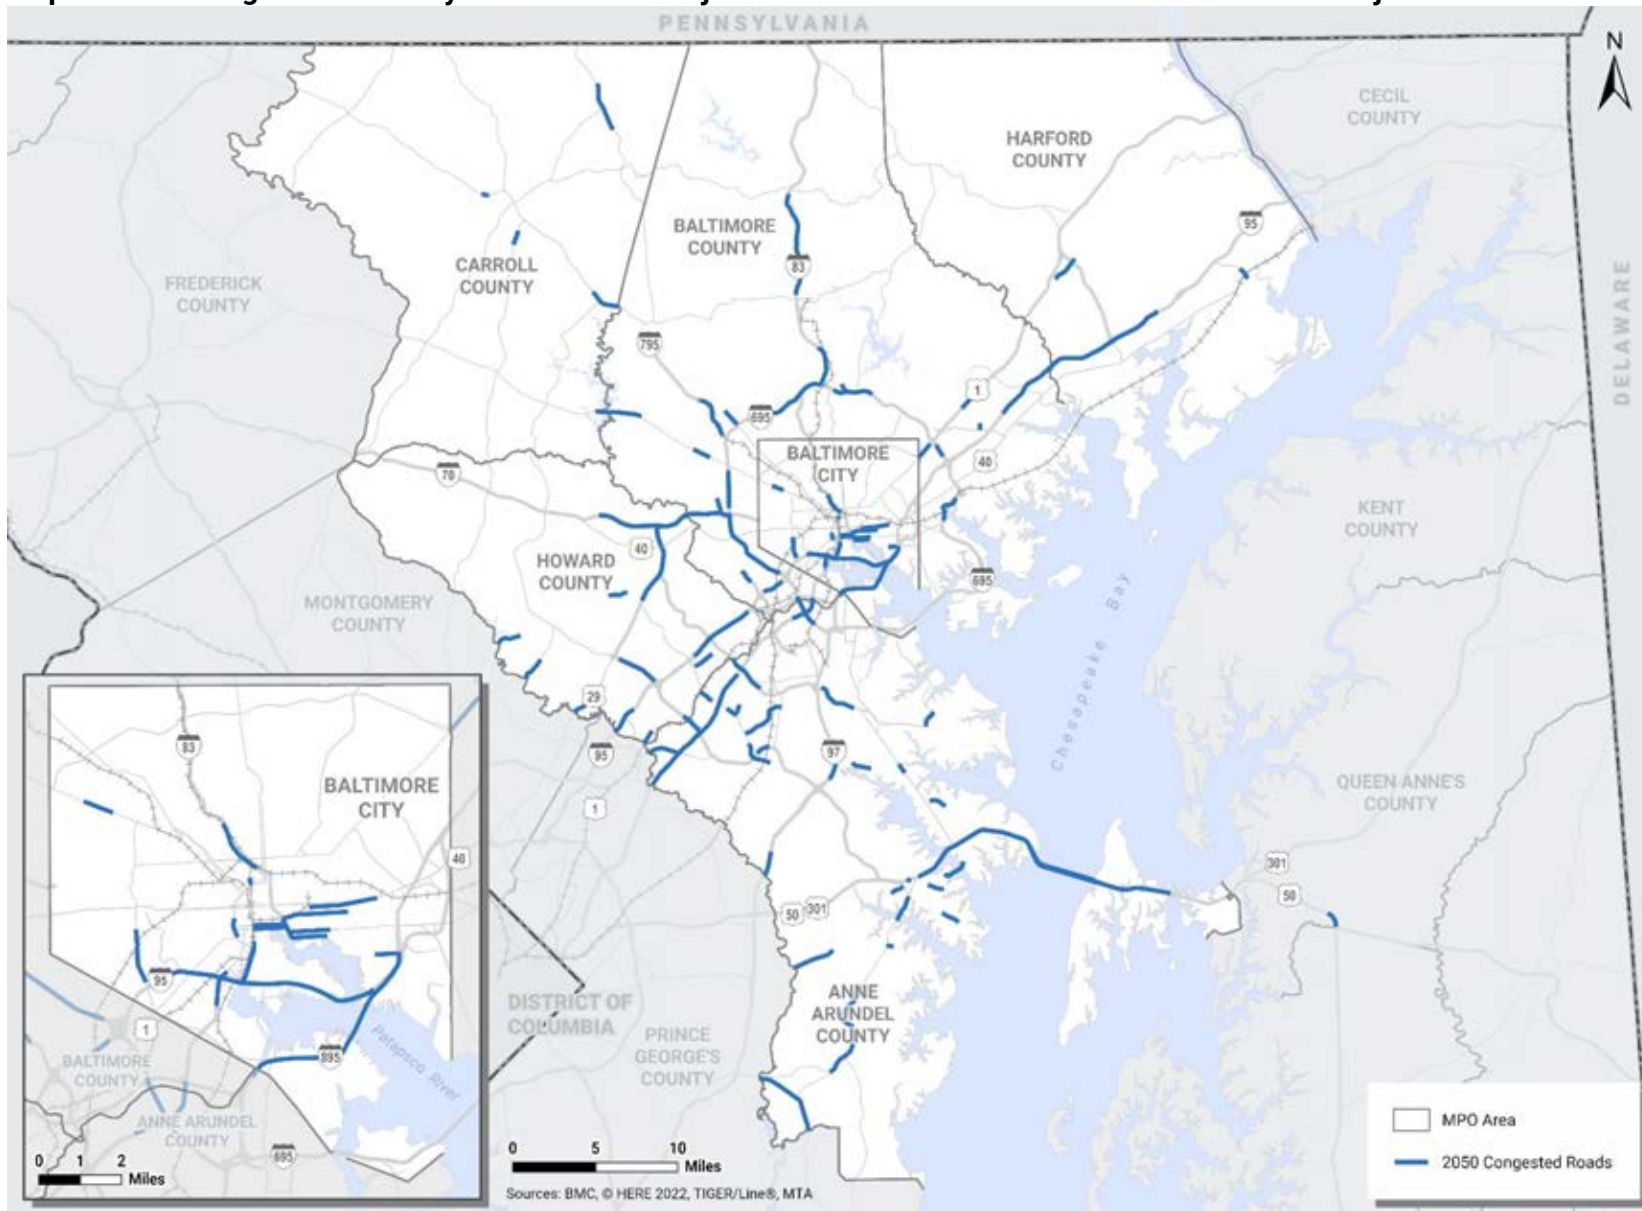 PENNSYLVANIA
N
CECIL
COUNTY
HARFORD
COUNTY
95
BALTIMORE
COUNTY
83
CARROLL
COUNTY
FREDERICK
COUNTY
DELAWARE
795
1
695
BALTIMORE
CITY
40
70
KENT
COUNTY
40
HOWARD
COUNTY
695
MONTGOMERY
COUNTY
Chesapeake Bay
29
95
97
1
QUEEN ANNE'S
COUNTY
301
50
50
301
ANNE
ARUNDEL
COUNTY
DISTRICT OF
COLUMBIA
PRINCE
GEORGE'S
COUNTY
83
BALTIMORE
CITY
40
95
1
895
Patapsco River
BALTIMORE
COUNTY
ANNE ARUNDEL
COUNTY
695
0 1 2
Miles
0 5 10
Miles
Sources: BMC, © HERE 2022, TIGER/Line®, MTA
MPO Area
2050 Congested Roads